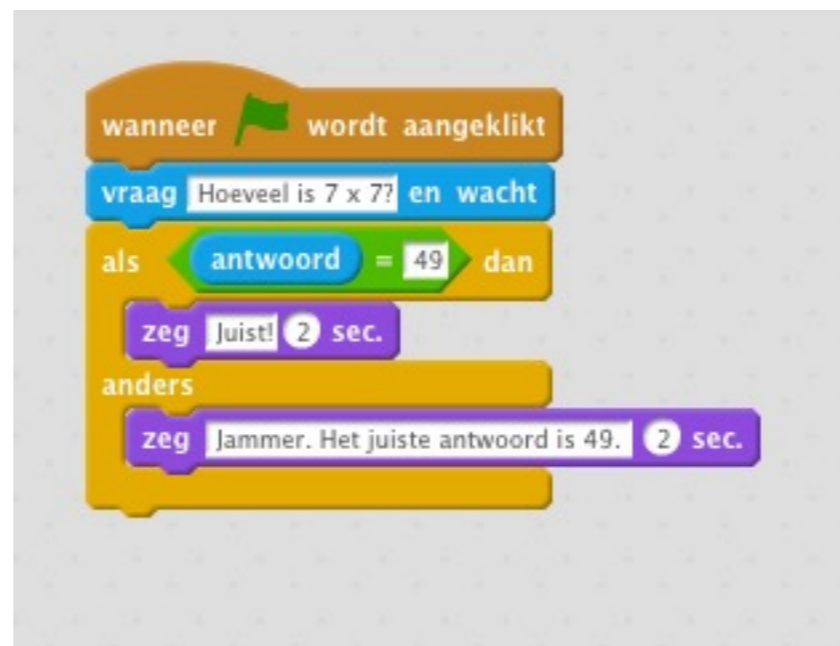 wanneer wordt aangeklikt
vraag Hoeveel is 7 x 7? en wacht
als antwoord = 49 dan
zeg Juist! 2 sec.
anders
zeg Jammer. Het juiste antwoord is 49. 2 sec.